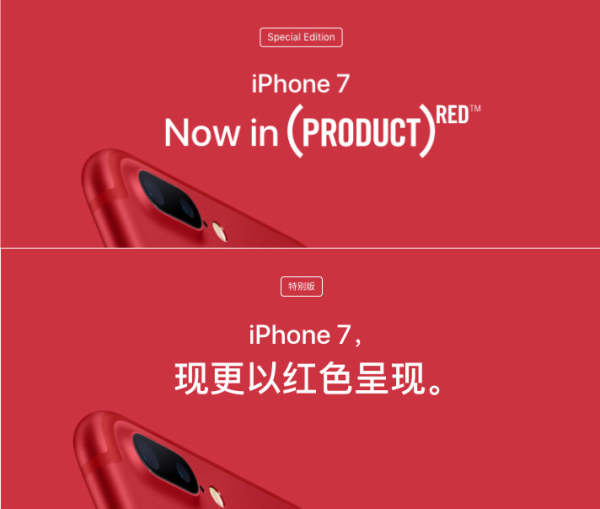 Special Edition
iPhone 7
Now in (PRODUCT)RED™
特别版
iPhone 7，
现更以红色呈现。